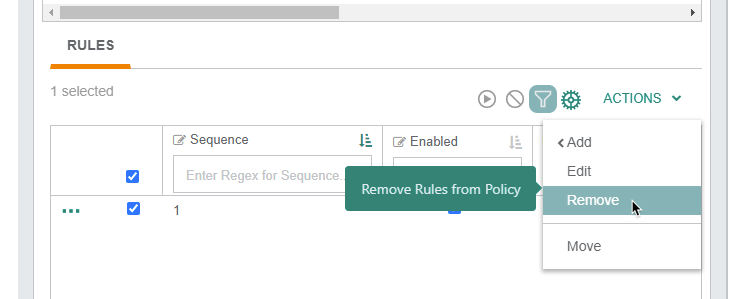 RULES
1 selected
ACTIONS
Sequence
Enabled
Enter Regex for Sequence...
Add
Edit
Remove Rules from Policy
Remove
1
Move